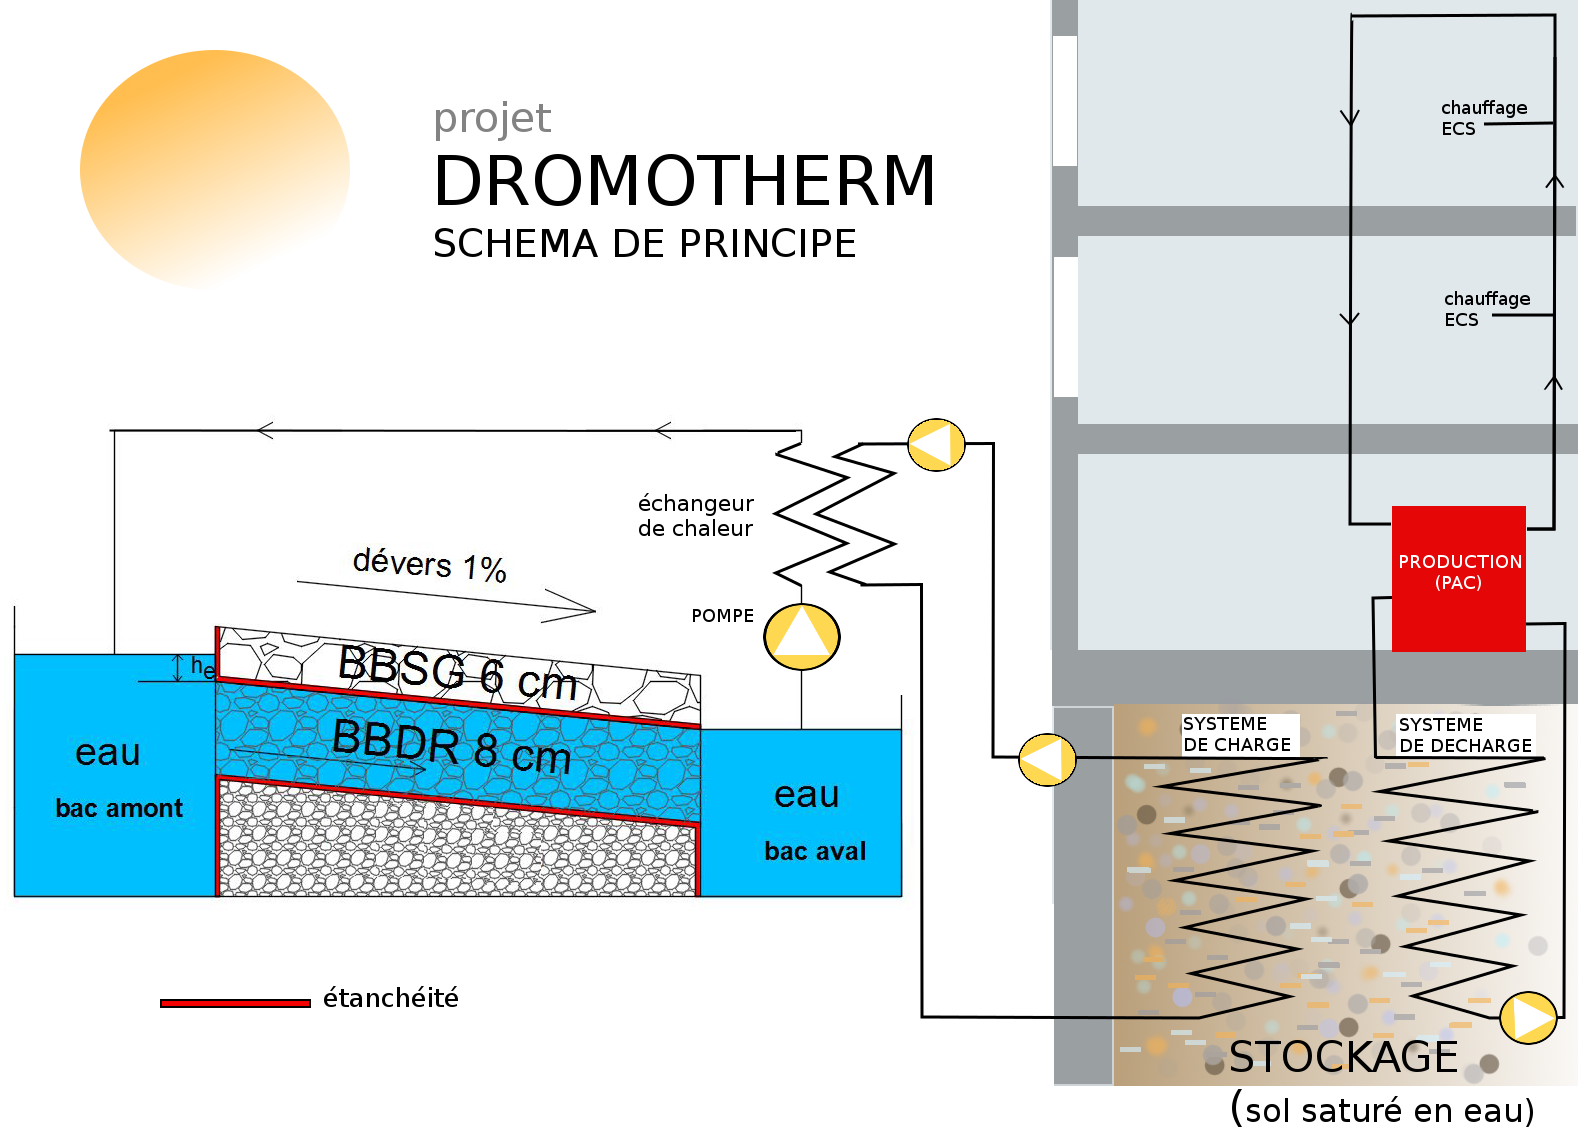 projet
DROMOTHERM
SCHEMA DE PRINCIPE
chauffage
ECS
chauffage
ECS
échangeur
de chaleur
dévers 1%
POMPE
PRODUCTION
(PAC)
he
BBSG 6 cm
BBDR 8 cm
eau
bac amont
eau
bac aval
SYSTEME
DE CHARGE
SYSTEME
DE DECHARGE
étanchéité
STOCKAGE
(sol saturé en eau)